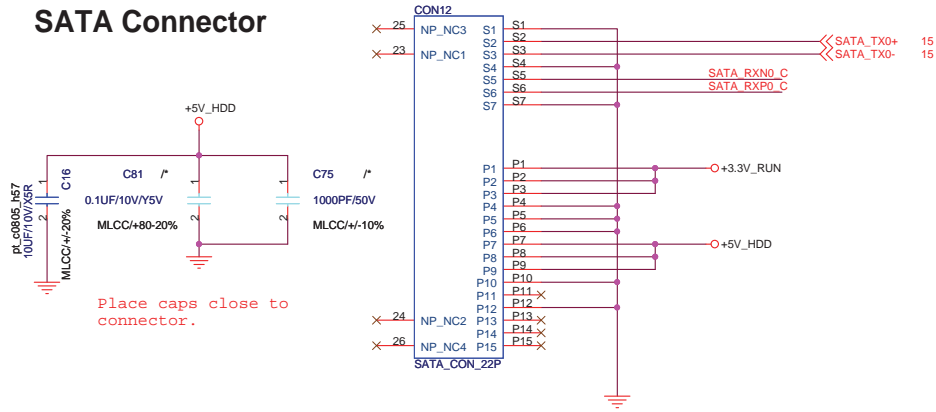 SATA Connector
CON12
25 NP_NC3 S1 S1
S2 S2 SATA_TX0+ 15
23 NP_NC1 S3 S3 SATA_TX0- 15
S4 S4
S5 S5 SATA_RXN0_C
S6 S6 SATA_RXP0_C
S7 S7
+5V_HDD
1 C16
2
pt_c0805_h57
10UF/10V/X5R
MLCC/+/-20%
C81 /*
1
0.1UF/10V/Y5V
2
MLCC/+80-20%
C75 /*
1
1000PF/50V
2
MLCC/+/-10%
Place caps close to
connector.
P1 P1 +3.3V_RUN
P2 P2
P3 P3
P4 P4
P5 P5
P6 P6
P7 P7 +5V_HDD
P8 P8
P9 P9
P10 P10
P11 P11
P12 P12
24 NP_NC2 P13 P13
P14 P14
26 NP_NC4 P15 P15
SATA_CON_22P